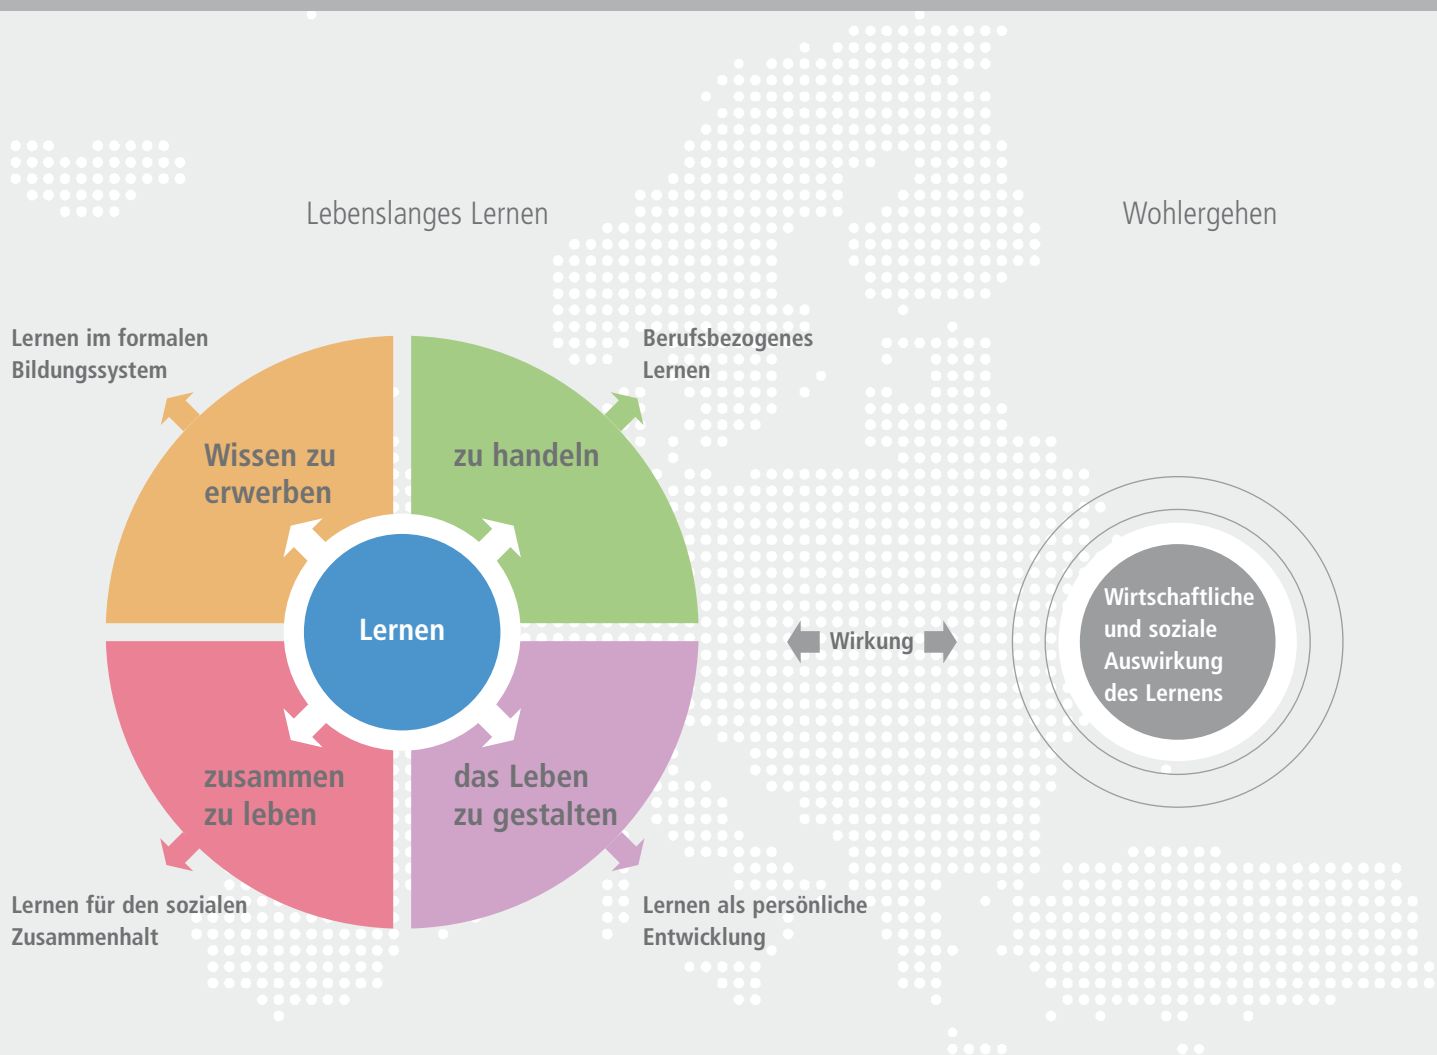 Lebenslanges Lernen
Wohlergehen
Lernen im formalen
Bildungssystem
Berufsbezogenes
Lernen
Wissen zu
erwerben
zu handeln
Lernen
zusammen
zu leben
das Leben
zu gestalten
Lernen für den sozialen
Zusammenhalt
Lernen als persönliche
Entwicklung
Wirkung
Wirtschaftliche
und soziale
Auswirkung
des Lernens